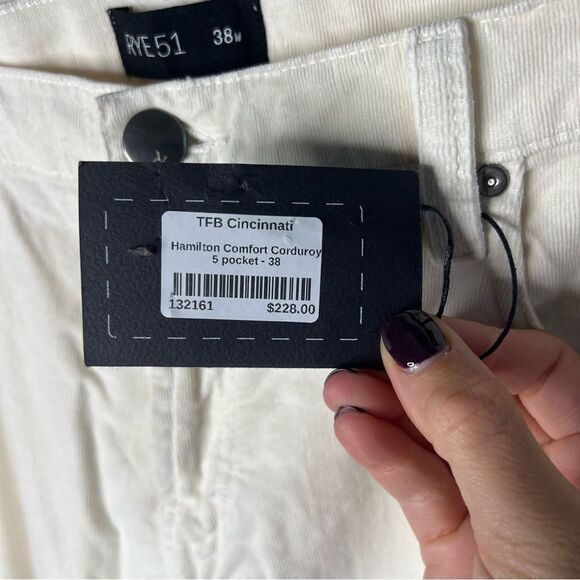 RYE51 38W
TFB Cincinnati
Hamilton Comfort Corduroy
5 pocket - 38
132161 $228.00